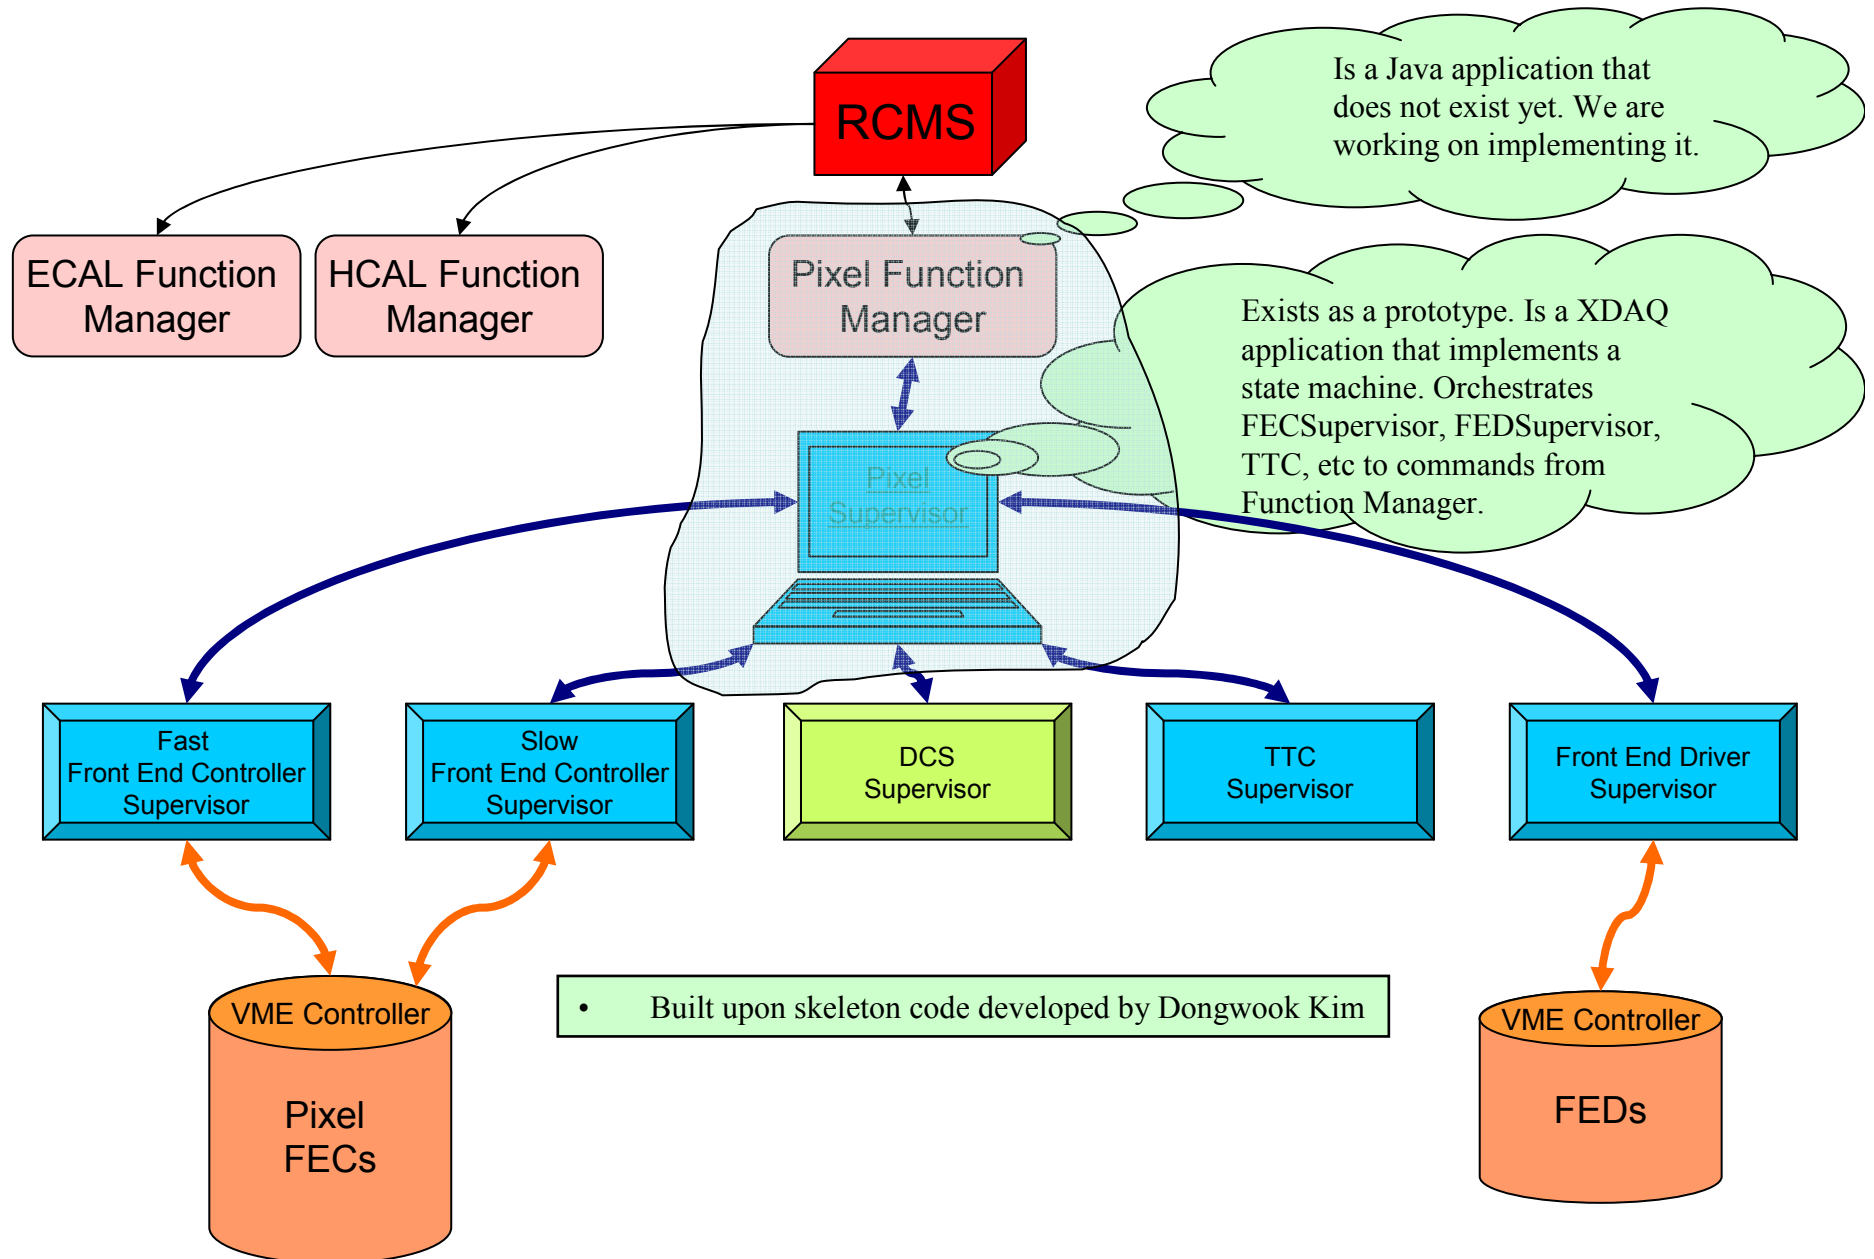 RCMS
Is a Java application that
does not exist yet. We are
working on implementing it.
ECAL Function
Manager
HCAL Function
Manager
Pixel Function
Manager
Exists as a prototype. Is a XDAQ
application that implements a
state machine. Orchestrates
FECSupervisor, FEDSupervisor,
TTC, etc to commands from
Function Manager.
Pixel
Supervisor
Fast
Front End Controller
Supervisor
Slow
Front End Controller
Supervisor
DCS
Supervisor
TTC
Supervisor
Front End Driver
Supervisor
VME Controller
Pixel
FECs
• Built upon skeleton code developed by Dongwook Kim
VME Controller
FEDs